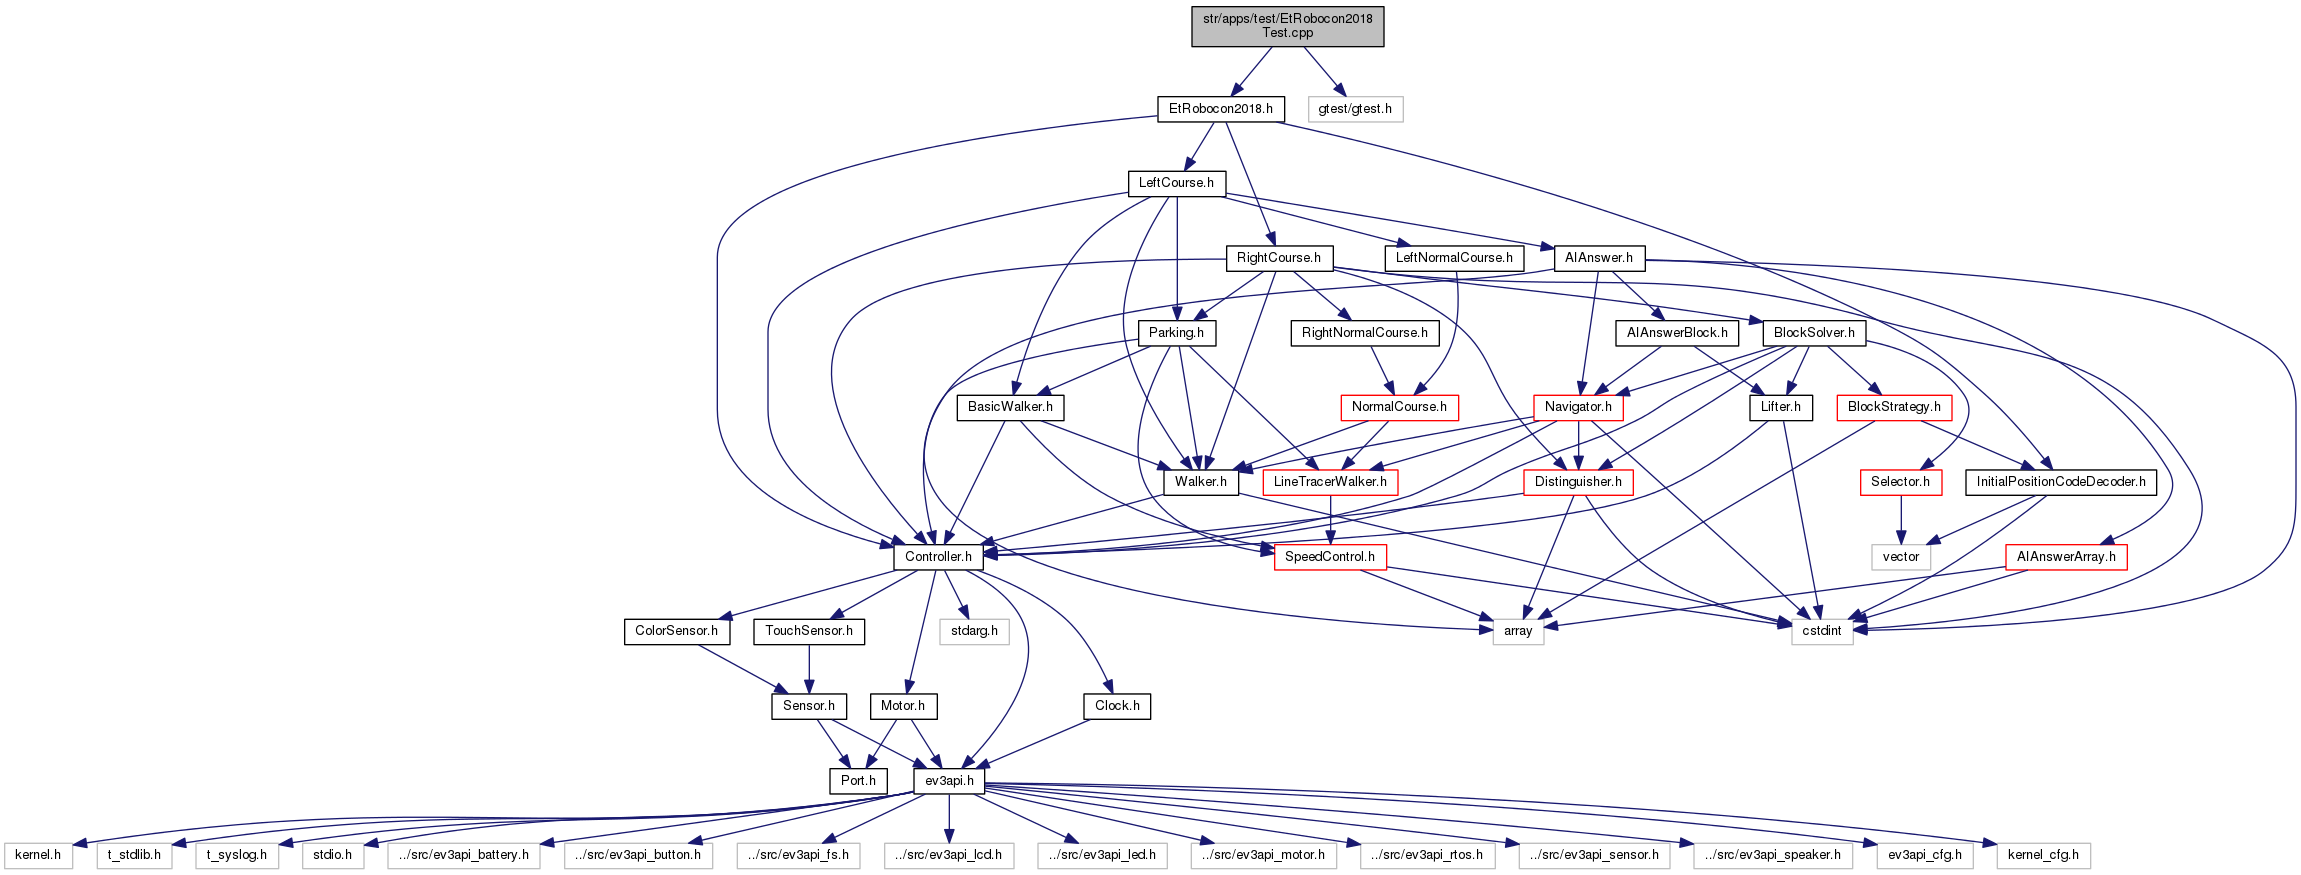 str/apps/test/EtRobocon2018
Test.cpp
EtRobocon2018.h
gtest/gtest.h
LeftCourse.h
RightCourse.h
LeftNormalCourse.h
AIAnswer.h
Parking.h
RightNormalCourse.h
AIAnswerBlock.h
BlockSolver.h
BasicWalker.h
NormalCourse.h
Navigator.h
Lifter.h
BlockStrategy.h
Walker.h
LineTracerWalker.h
Distinguisher.h
Selector.h
InitialPositionCodeDecoder.h
Controller.h
SpeedControl.h
vector
AIAnswerArray.h
ColorSensor.h
TouchSensor.h
stdarg.h
array
cstdint
Sensor.h
Motor.h
Clock.h
Port.h
ev3api.h
kernel.h
t_stdlib.h
t_syslog.h
stdio.h
../src/ev3api_battery.h
../src/ev3api_button.h
../src/ev3api_fs.h
../src/ev3api_lcd.h
../src/ev3api_led.h
../src/ev3api_motor.h
../src/ev3api_rtos.h
../src/ev3api_sensor.h
../src/ev3api_speaker.h
ev3api_cfg.h
kernel_cfg.h